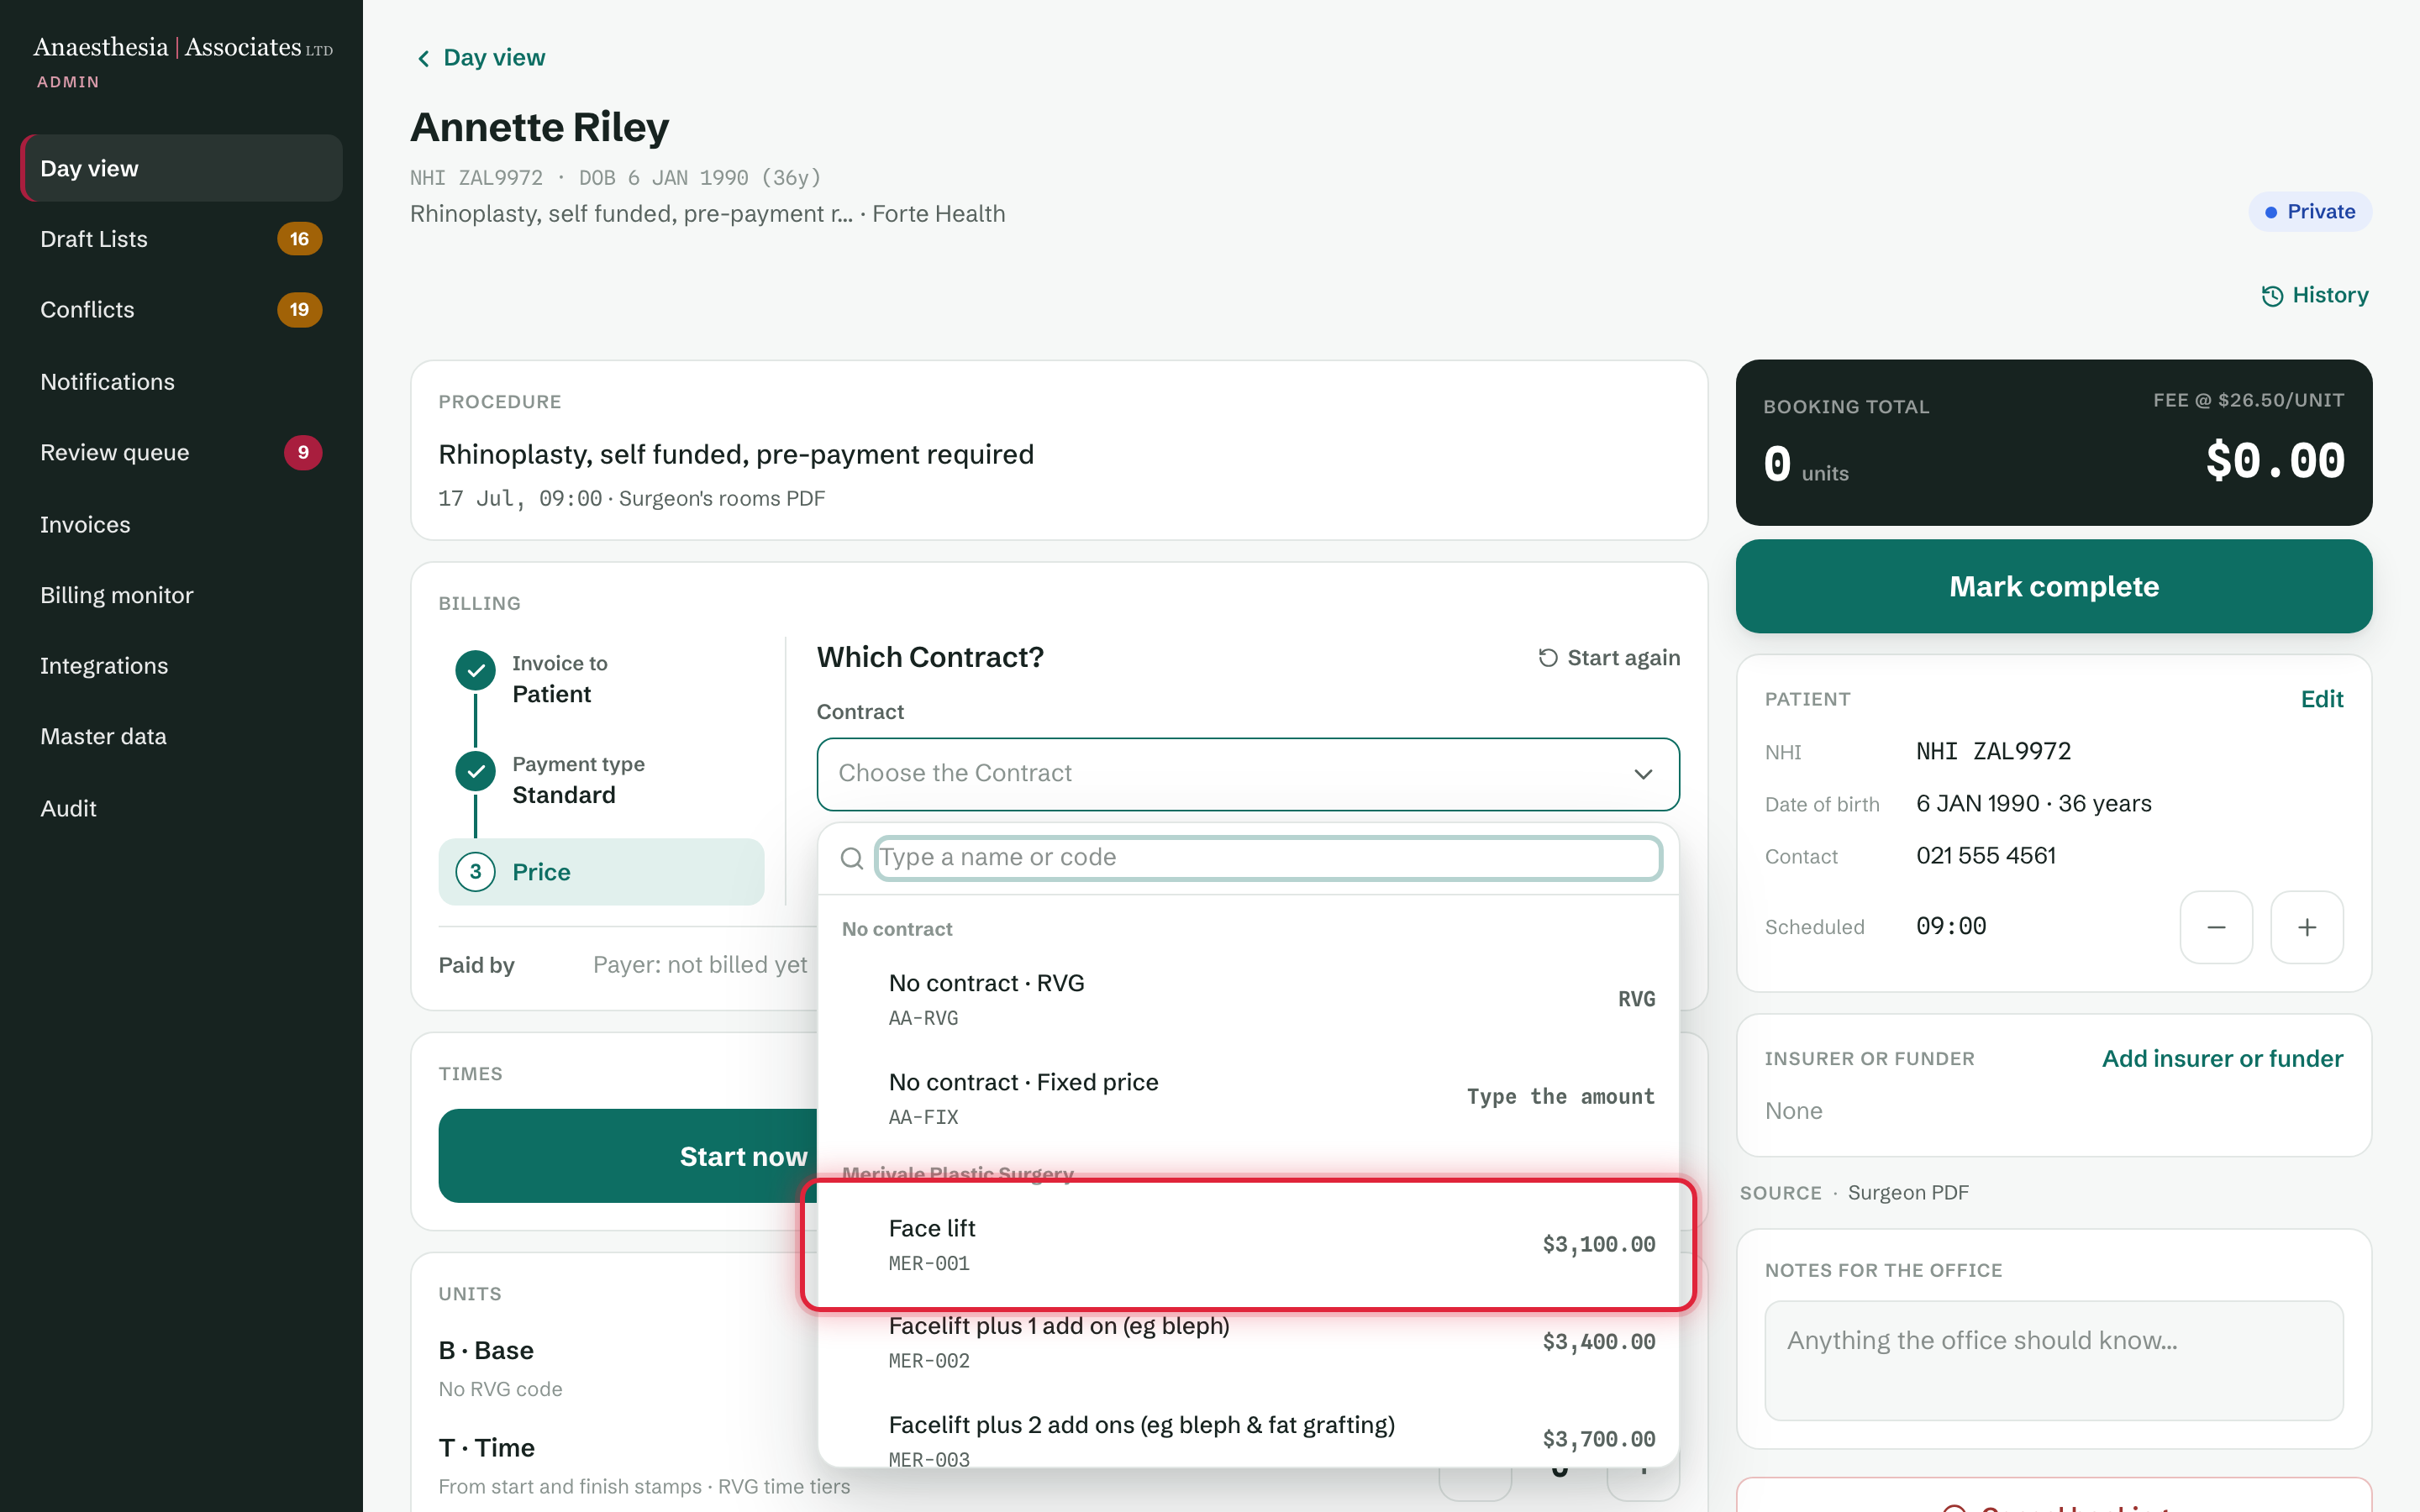 Anaesthesia | Associates LTD
ADMIN
Day view
Draft Lists 16
Conflicts 19
Notifications
Review queue 9
Invoices
Billing monitor
Integrations
Master data
Audit
Day view
Annette Riley
NHI ZAL9972 · DOB 6 JAN 1990 (36y)
Rhinoplasty, self funded, pre-payment r... · Forte Health
Private
History
PROCEDURE
Rhinoplasty, self funded, pre-payment required
17 Jul, 09:00 · Surgeon's rooms PDF
BILLING
Invoice to
Patient
Payment type
Standard
3 Price
Which Contract?
Start again
Contract
Choose the Contract
Type a name or code
No contract
No contract · RVG
AA-RVG
RVG
No contract · Fixed price
AA-FIX
Type the amount
Merivale Plastic Surgery
Face lift
MER-001
$3,100.00
Facelift plus 1 add on (eg bleph)
MER-002
$3,400.00
Facelift plus 2 add ons (eg bleph & fat grafting)
MER-003
$3,700.00
Paid by
Payer: not billed yet
TIMES
Start now
UNITS
B · Base
No RVG code
T · Time
From start and finish stamps · RVG time tiers
BOOKING TOTAL
FEE @ $26.50/UNIT
0 units
$0.00
Mark complete
PATIENT
Edit
NHI
NHI ZAL9972
Date of birth
6 JAN 1990 · 36 years
Contact
021 555 4561
Scheduled
09:00
− +
INSURER OR FUNDER
Add insurer or funder
None
SOURCE · Surgeon PDF
NOTES FOR THE OFFICE
Anything the office should know...